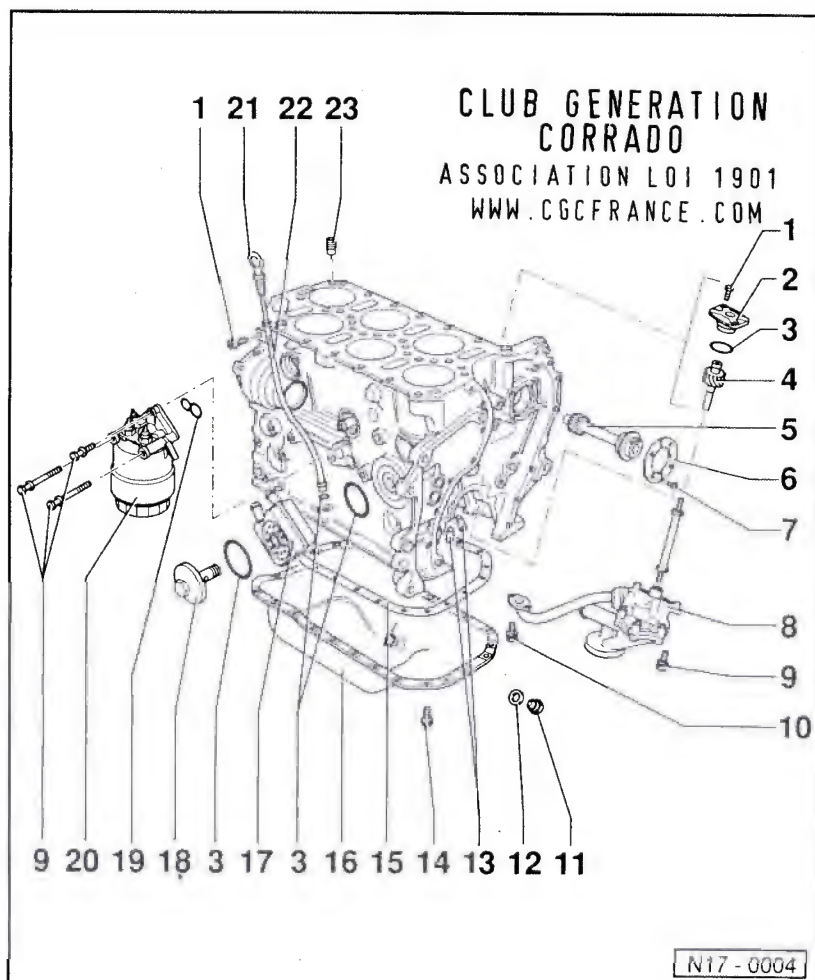 CLUB GENERATION
CORRADO
ASSOCIATION LOI 1901
WWW.CGCFRANCE.COM
1 21 22 23
1
2
3
4
5
6
7
8
9
10
9 20 19 18 3 17 3 16 15 14 13 12 11
N17-0004